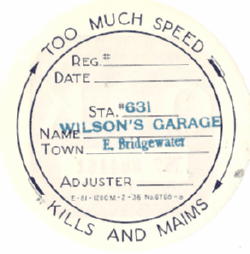 TOO MUCH SPEED
REG.#
DATE
STA.#631
WILSON'S GARAGE
NAME
TOWN E. Bridgewater
ADJUSTER
KILLS AND MAIMS